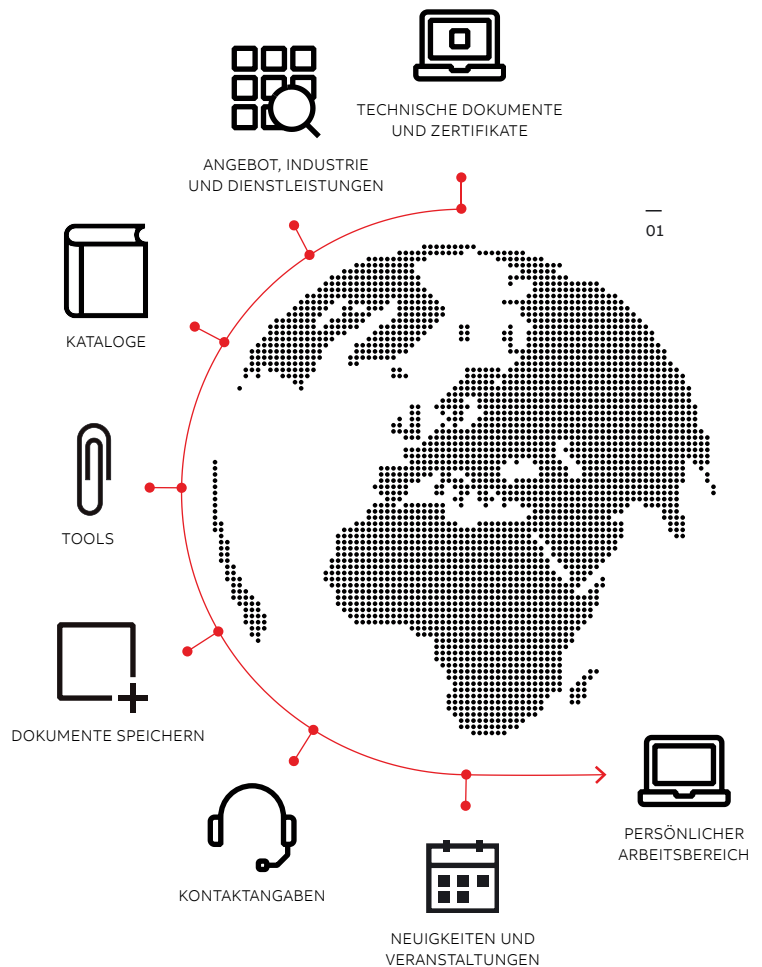 TECHNISCHE DOKUMENTE
UND ZERTIFIKATE
ANGEBOT, INDUSTRIE
UND DIENSTLEISTUNGEN
01
KATALOGE
TOOLS
DOKUMENTE SPEICHERN
KONTAKTANGABEN
NEUIGKEITEN UND
VERANSTALTUNGEN
PERSÖNLICHER
ARBEITSBEREICH